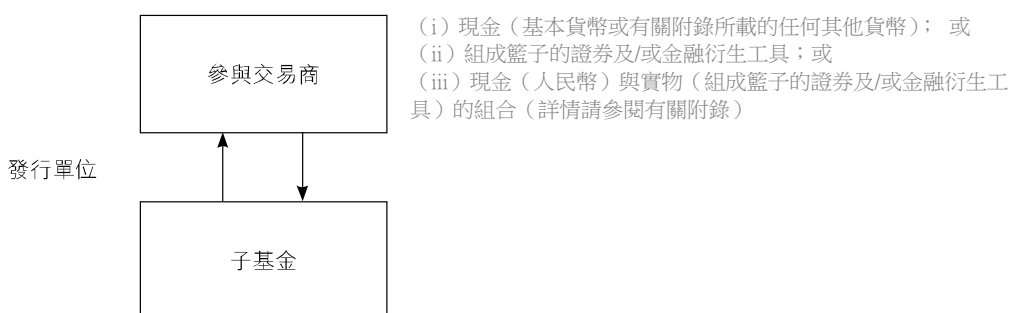 （i）現金（基本貨幣或有關附錄所載的任何其他貨幣）； 或
（ii）組成籃子的證券及/或金融衍生工具；或
（iii）現金（人民幣）與實物（組成籃子的證券及/或金融衍生工
具）的組合（詳情請參閱有關附錄）
參與交易商
發行單位
子基金